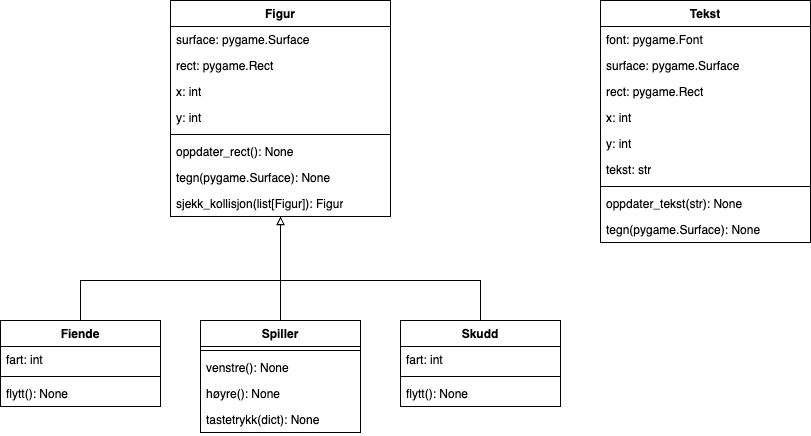 Figur
surface: pygame.Surface
rect: pygame.Rect
x: int
y: int
oppdater_rect(): None
tegn(pygame.Surface): None
sjekk_kollisjon(list[Figur]): Figur
Tekst
font: pygame.Font
surface: pygame.Surface
rect: pygame.Rect
x: int
y: int
tekst: str
oppdater_tekst(str): None
tegn(pygame.Surface): None
Fiende
fart: int
flytt(): None
Spiller
venstre(): None
høyre(): None
tastetrykk(dict): None
Skudd
fart: int
flytt(): None